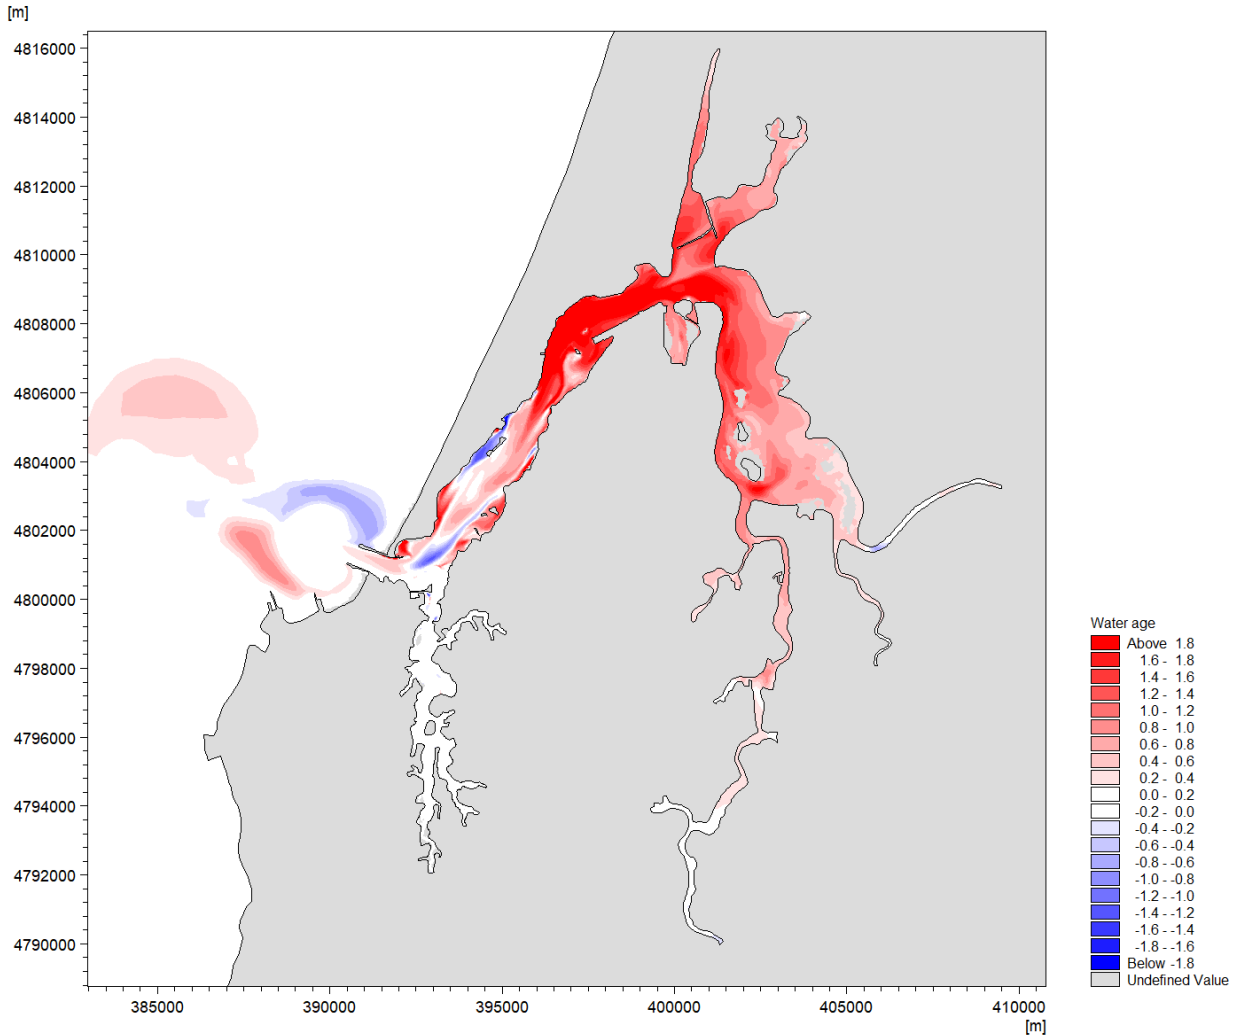 [m]
4816000
4814000
4812000
4810000
4808000
4806000
4804000
4802000
4800000
4798000
4796000
4794000
4792000
4790000
385000
390000
395000
400000
405000
410000
[m]
Water age
Above 1.8
1.6 - 1.8
1.4 - 1.6
1.2 - 1.4
1.0 - 1.2
0.8 - 1.0
0.6 - 0.8
0.4 - 0.6
0.2 - 0.4
0.0 - 0.2
-0.2 - 0.0
-0.4 - -0.2
-0.6 - -0.4
-0.8 - -0.6
-1.0 - -0.8
-1.2 - -1.0
-1.4 - -1.2
-1.6 - -1.4
-1.8 - -1.6
Below -1.8
Undefined Value